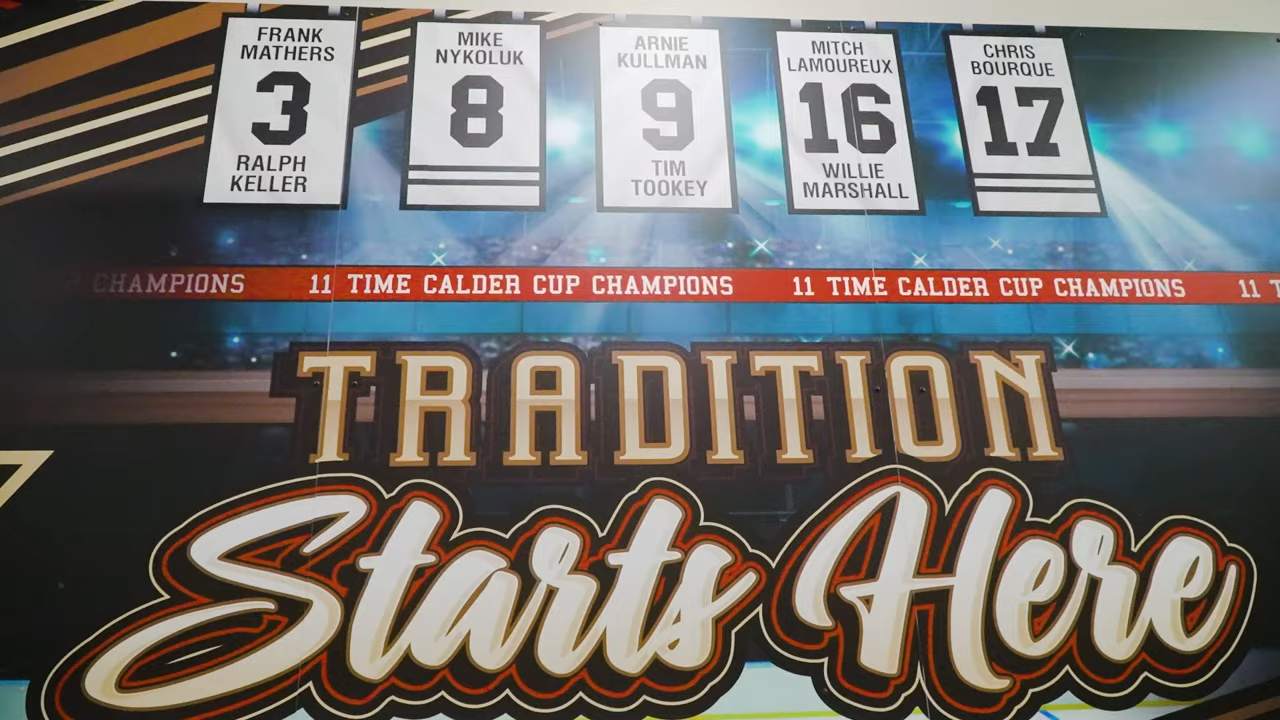 FRANK
MATHERS
3
RALPH
KELLER
MIKE
NYKOLUK
8
ARNIE
KULLMAN
9
TIM
TOOKEY
MITCH
LAMOUREUX
16
WILLIE
MARSHALL
CHRIS
BOURQUE
17
CHAMPIONS 11 TIME CALDER CUP CHAMPIONS 11 TIME CALDER CUP CHAMPIONS 11
TRADITION
Starts Here